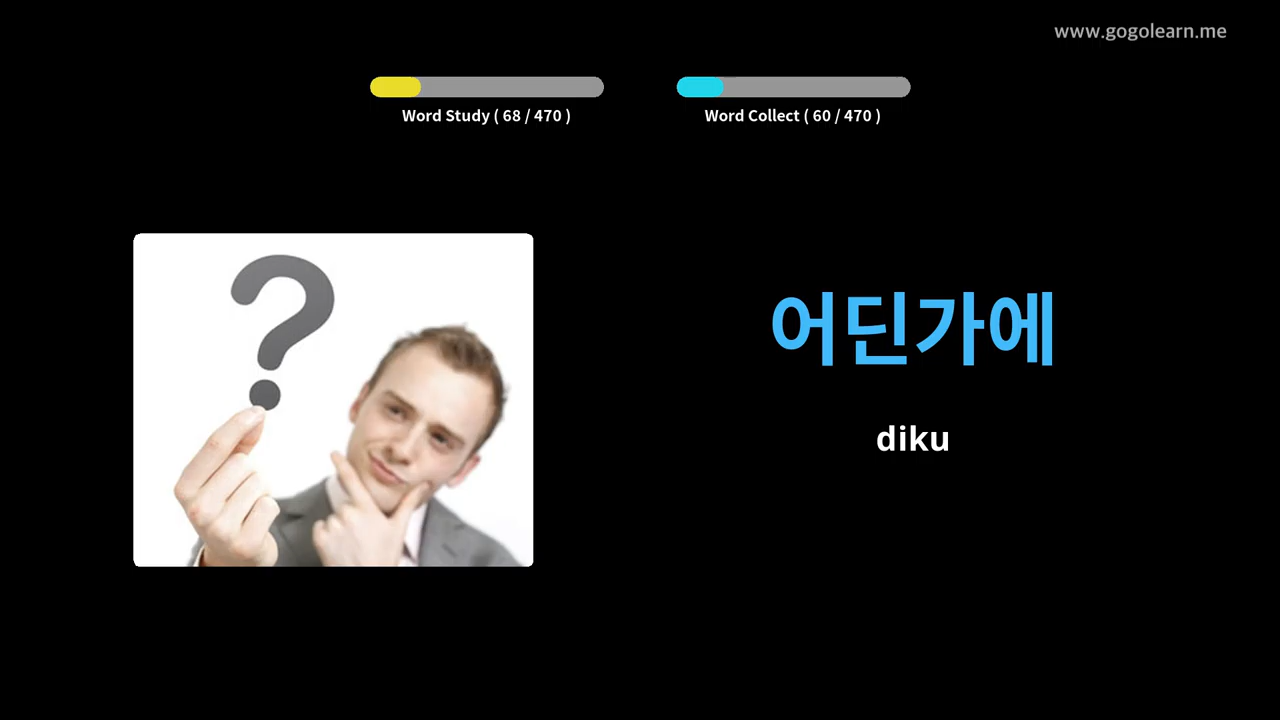 www.gogolearn.me
Word Study ( 68 / 470 )
Word Collect ( 60 / 470 )
?
어딘가에
diku